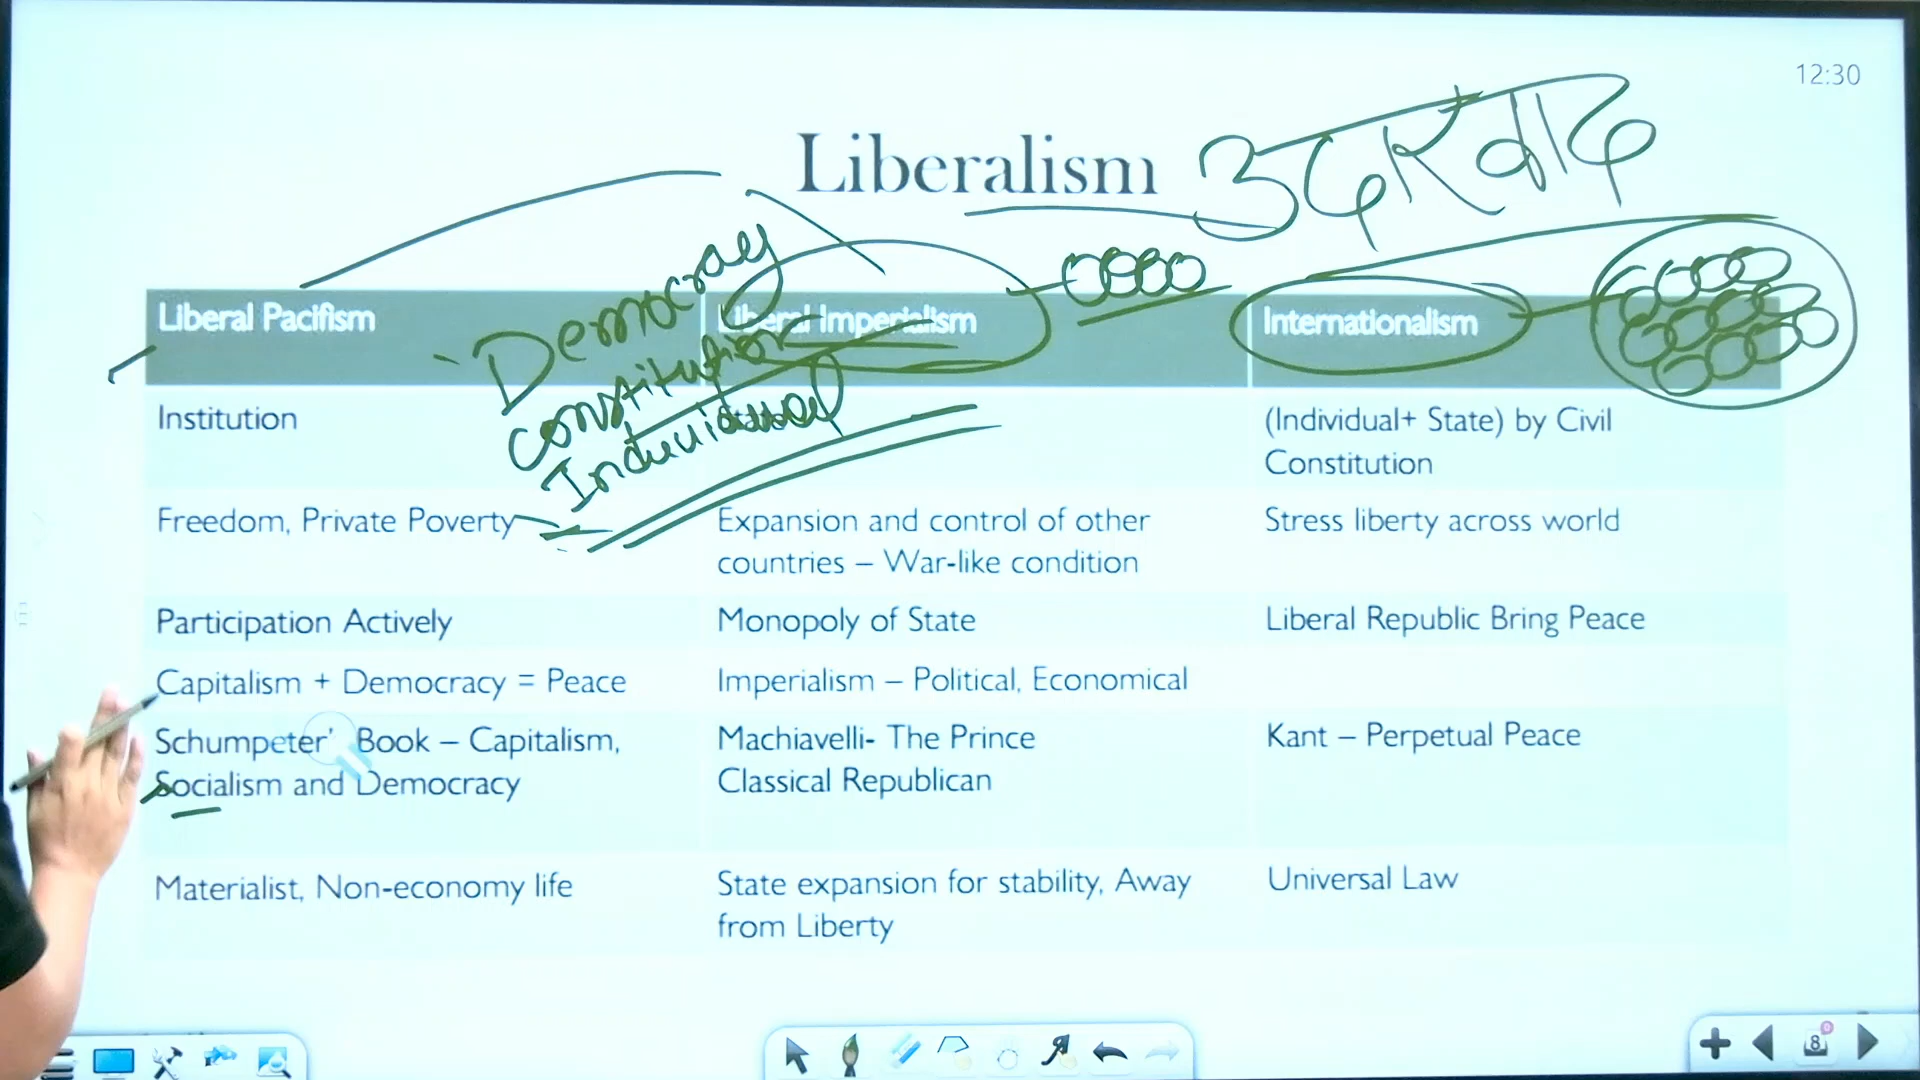 12:30
Liberalism उदारवाद
Democracy
constitution
Individual
Liberal Pacifism
Liberal Imperialism
Internationalism
Institution
State
(Individual+ State) by Civil
Constitution
Freedom, Private Poverty
Expansion and control of other
countries – War-like condition
Stress liberty across world
Participation Actively
Monopoly of State
Liberal Republic Bring Peace
Capitalism + Democracy = Peace
Imperialism – Political, Economical
Schumpeter' Book – Capitalism,
Socialism and Democracy
Machiavelli- The Prince
Classical Republican
Kant – Perpetual Peace
Materialist, Non-economy life
State expansion for stability, Away
from Liberty
Universal Law
8
0